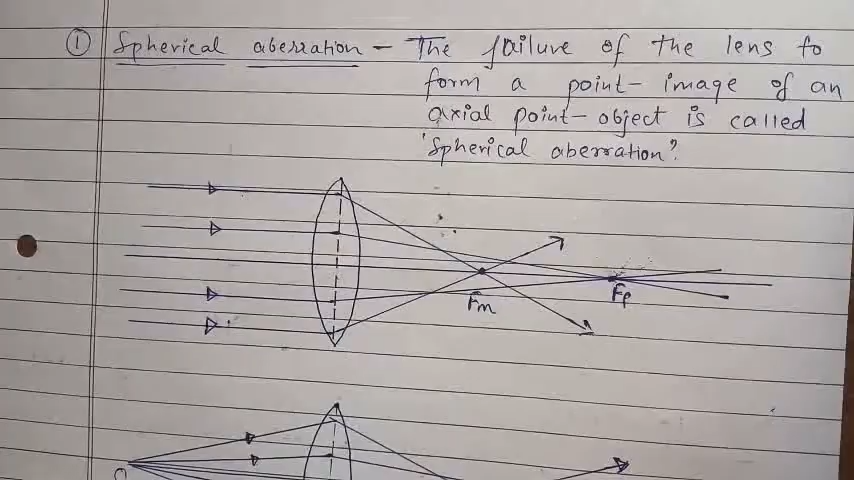 ① Spherical aberration - The failure of the lens to
form a point-image of an
axial point-object is called
'Spherical aberration'.
Fm
Fp
O